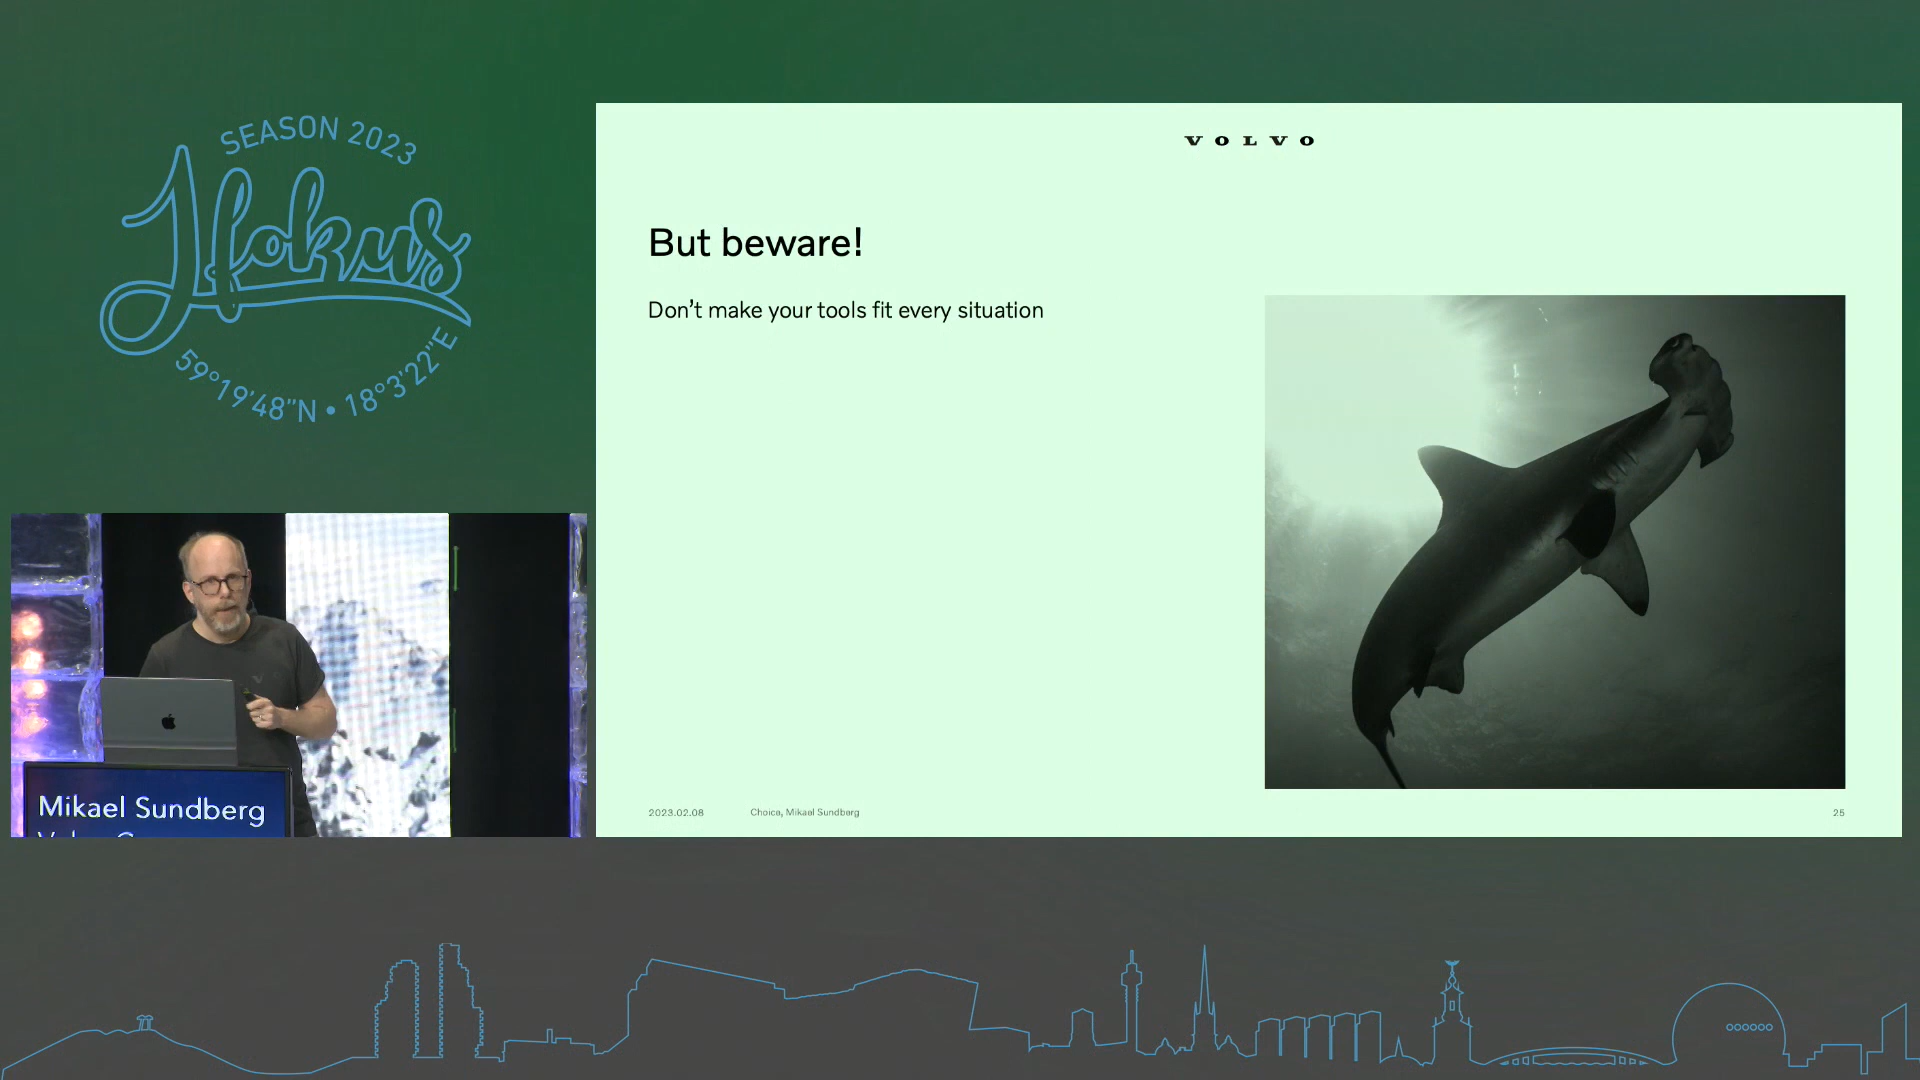 SEASON 2023
Jfokus
59°19'48"N • 18°3'22"E
VOLVO
But beware!
Don't make your tools fit every situation
2023.02.08 Choice, Mikael Sundberg 25
Mikael Sundberg